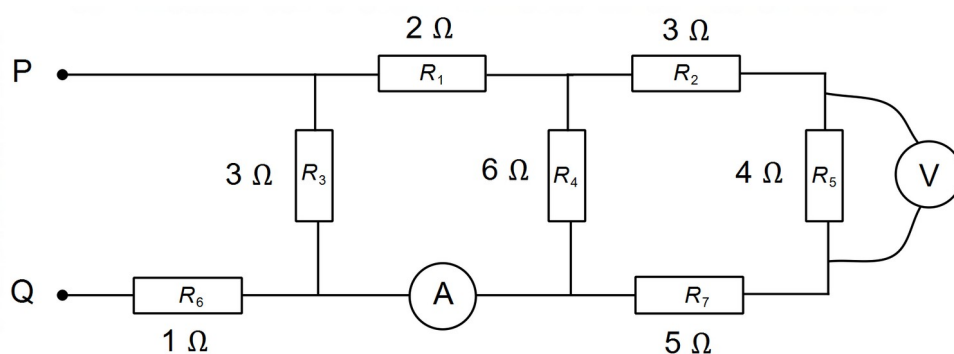 2 Ω 3 Ω
P R₁ R₂
3 Ω R₃ 6 Ω R₄ 4 Ω R₅ V
Q R₆ A R₇
1 Ω 5 Ω